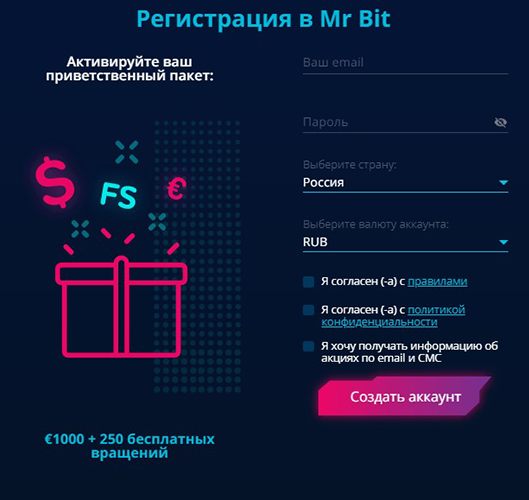 Регистрация в Mr Bit
Активируйте ваш
приветственный пакет:
$
FS
€
€1000 + 250 бесплатных
вращений
Ваш email
Пароль
Выберите страну:
Россия
Выберите валюту аккаунта:
RUB
Я согласен (-а) с правилами
Я согласен (-а) с политикой
конфиденциальности
Я хочу получать информацию об
акциях по email и СМС
Создать аккаунт